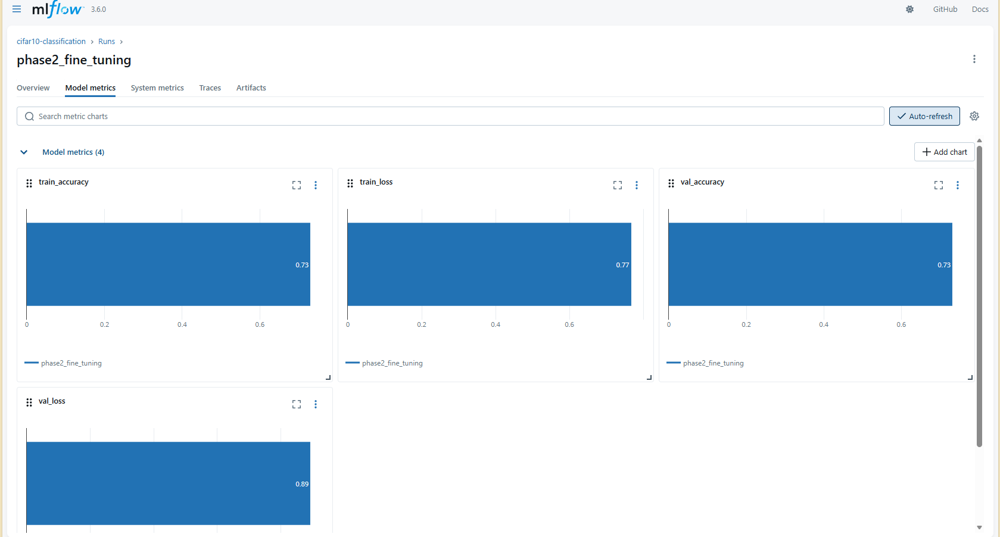 mlflow 3.6.0 GitHub Docs
cifar10-classification › Runs ›
phase2_fine_tuning
Overview Model metrics System metrics Traces Artifacts
Search metric charts Auto-refresh
Model metrics (4) Add chart
train_accuracy
0.73
0 0.2 0.4 0.6
phase2_fine_tuning
train_loss
0.77
0 0.2 0.4 0.6
phase2_fine_tuning
val_accuracy
0.73
0 0.2 0.4 0.6
phase2_fine_tuning
val_loss
0.89